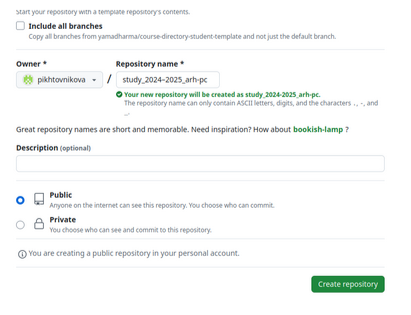 Start your repository with a template repository's contents.
Include all branches
Copy all branches from yamadharma/course-directory-student-template and not just the default branch.
Owner * Repository name *
pikhtovnikova / study_2024–2025_arh-pc
Your new repository will be created as study_2024-2025_arh-pc.
The repository name can only contain ASCII letters, digits, and the characters ., -, and
_.
Great repository names are short and memorable. Need inspiration? How about bookish-lamp ?
Description (optional)
Public
Anyone on the internet can see this repository. You choose who can commit.
Private
You choose who can see and commit to this repository.
You are creating a public repository in your personal account.
Create repository